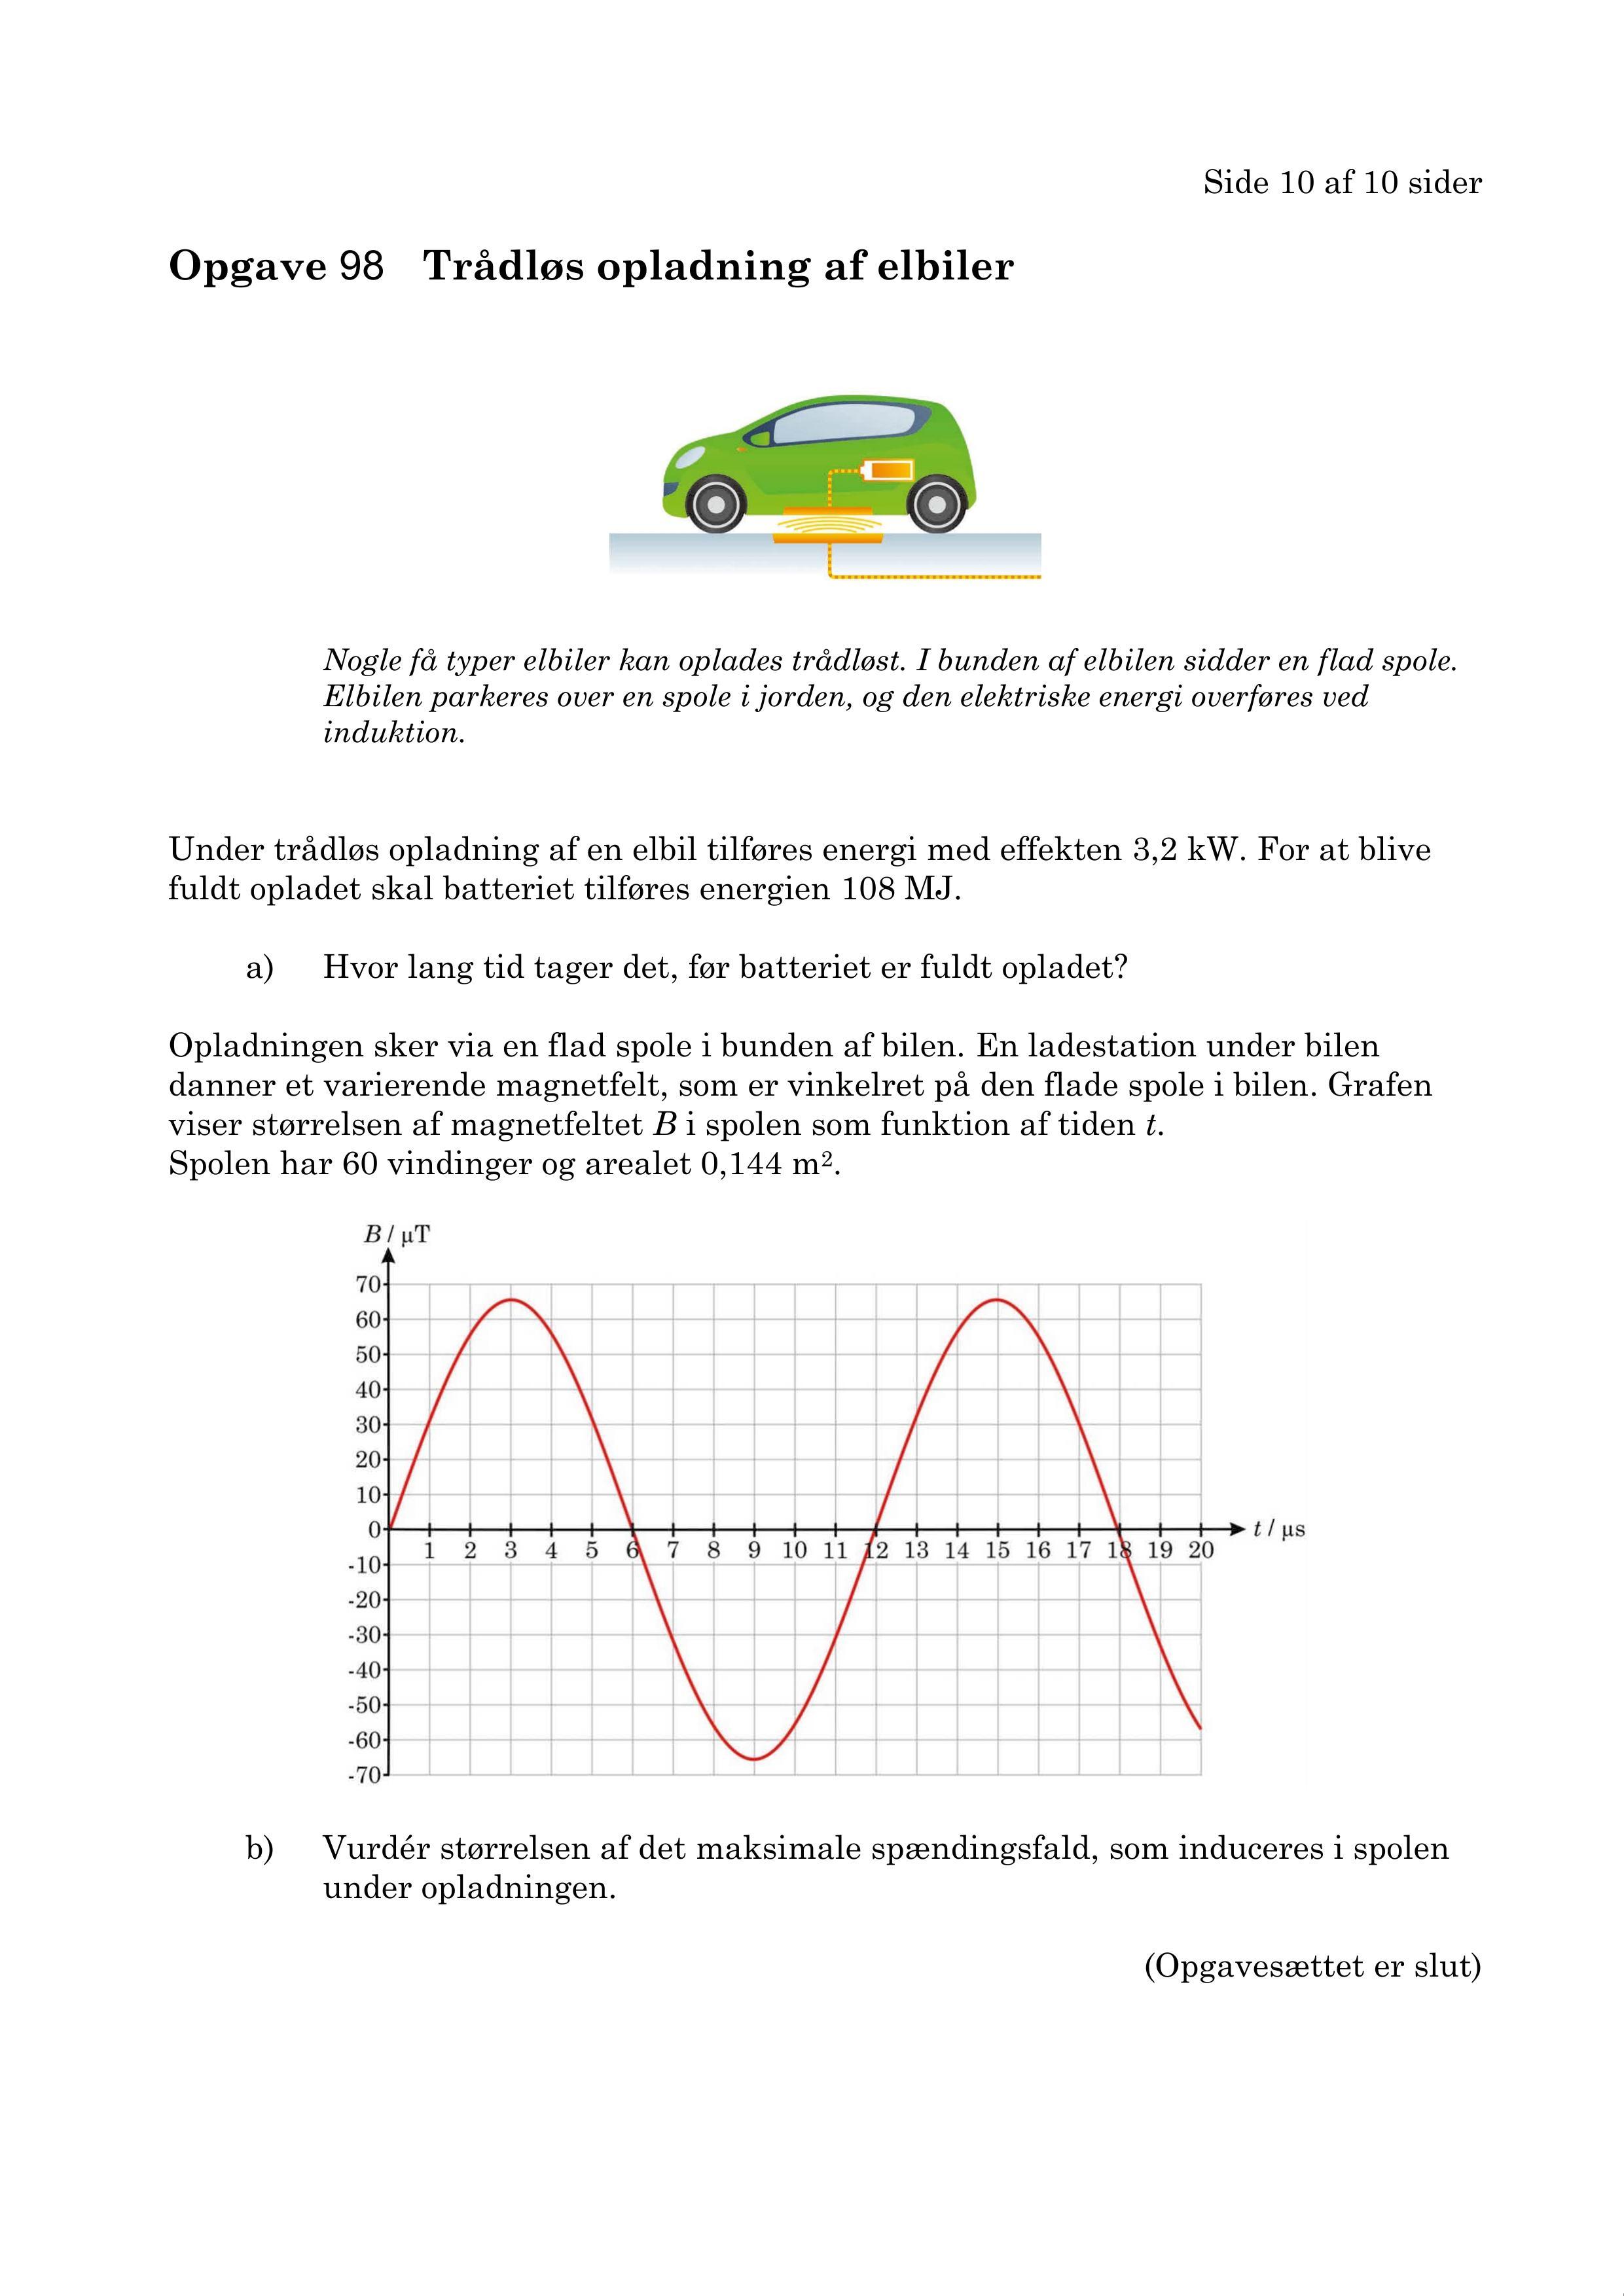 Side 10 af 10 sider
Opgave 98 Trådløs opladning af elbiler
Nogle få typer elbiler kan oplades trådløst. I bunden af elbilen sidder en flad spole.
Elbilen parkeres over en spole i jorden, og den elektriske energi overføres ved
induktion.
Under trådløs opladning af en elbil tilføres energi med effekten 3,2 kW. For at blive
fuldt opladet skal batteriet tilføres energien 108 MJ.
a) Hvor lang tid tager det, før batteriet er fuldt opladet?
Opladningen sker via en flad spole i bunden af bilen. En ladestation under bilen
danner et varierende magnetfelt, som er vinkelret på den flade spole i bilen. Grafen
viser størrelsen af magnetfeltet B i spolen som funktion af tiden t.
Spolen har 60 vindinger og arealet 0,144 m².
B / μT
70
60
50
40
30
20
10
0
t / μs
1 2 3 4 5 6 7 8 9 10 11 12 13 14 15 16 17 18 19 20
-10
-20
-30
-40
-50
-60
-70
b) Vurdér størrelsen af det maksimale spændingsfald, som induceres i spolen
under opladningen.
(Opgavesættet er slut)